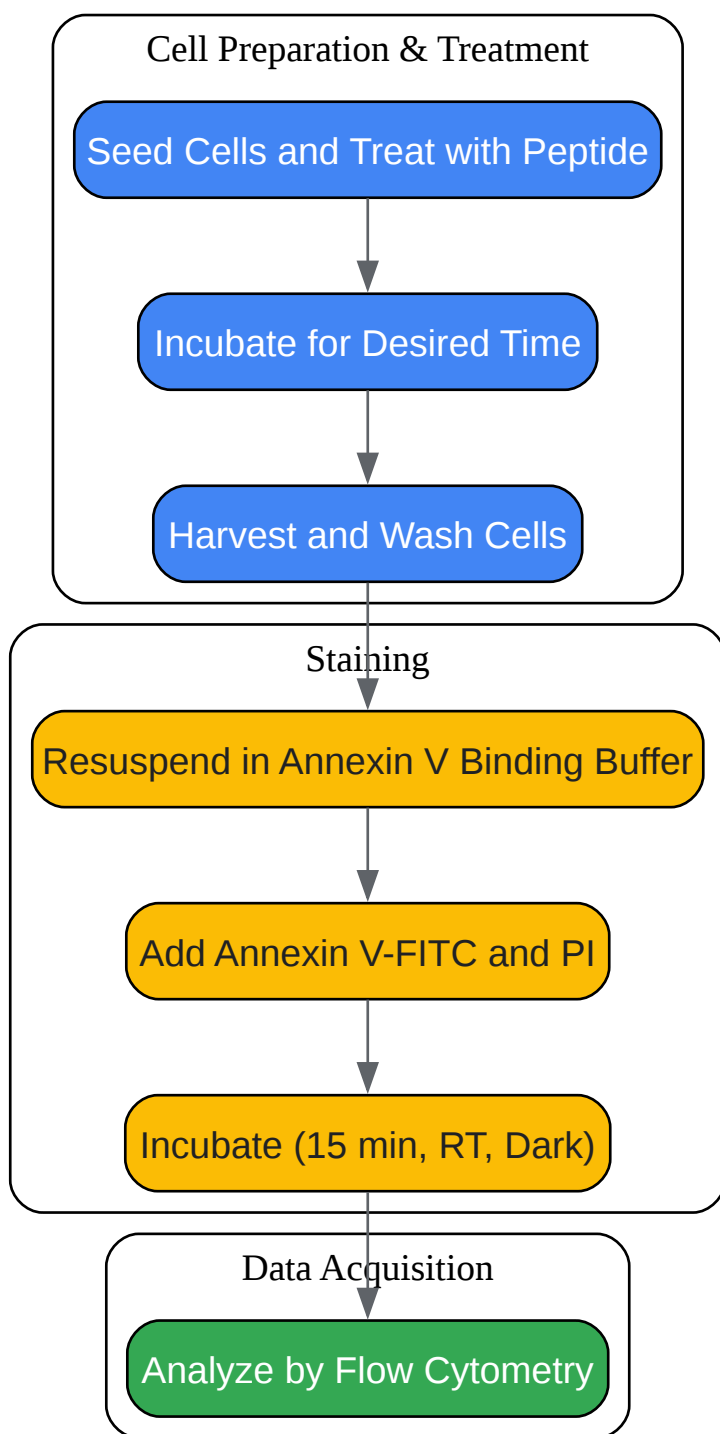 Cell Preparation & Treatment
Seed Cells and Treat with Peptide
Incubate for Desired Time
Harvest and Wash Cells
Staining
Resuspend in Annexin V Binding Buffer
Add Annexin V-FITC and PI
Incubate (15 min, RT, Dark)
Data Acquisition
Analyze by Flow Cytometry